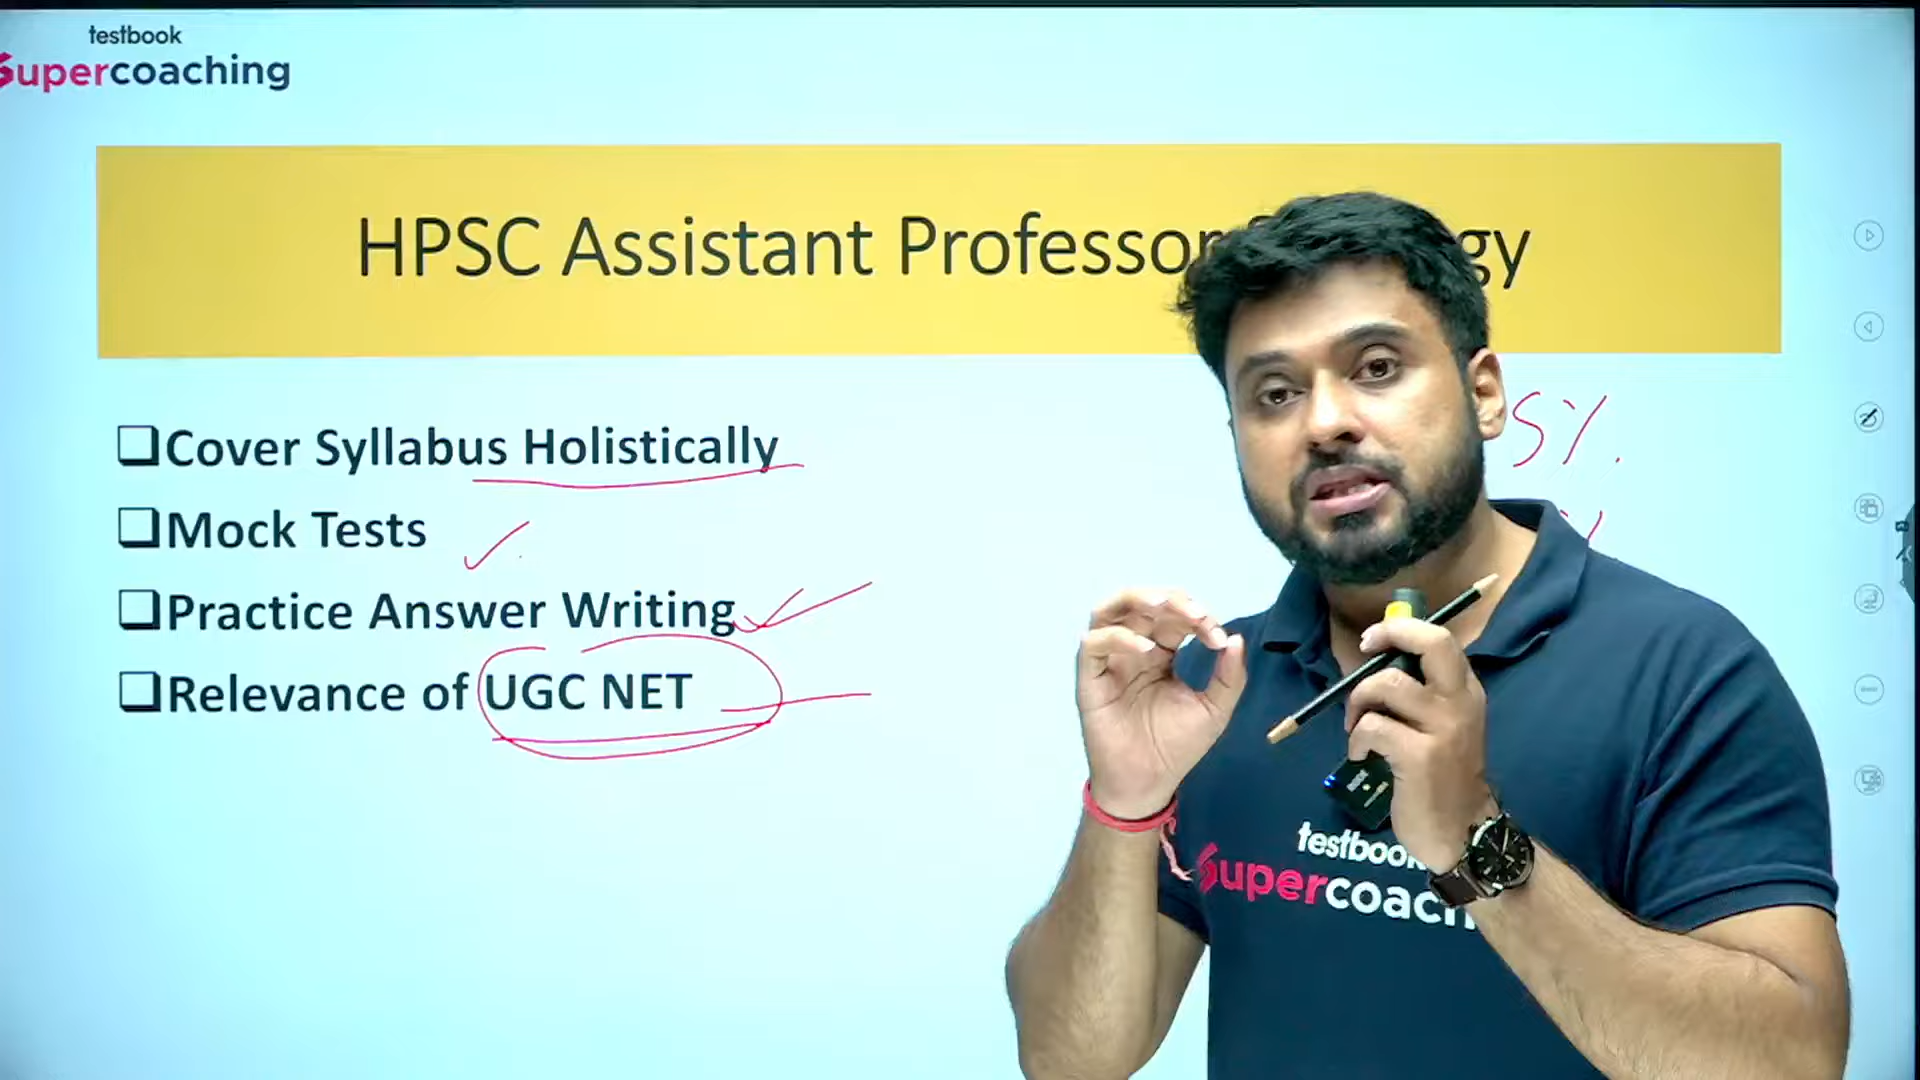 testbook
Supercoaching
HPSC Assistant Professor
Cover Syllabus Holistically
Mock Tests
Practice Answer Writing
Relevance of UGC NET
5%.
testbook
Supercoach